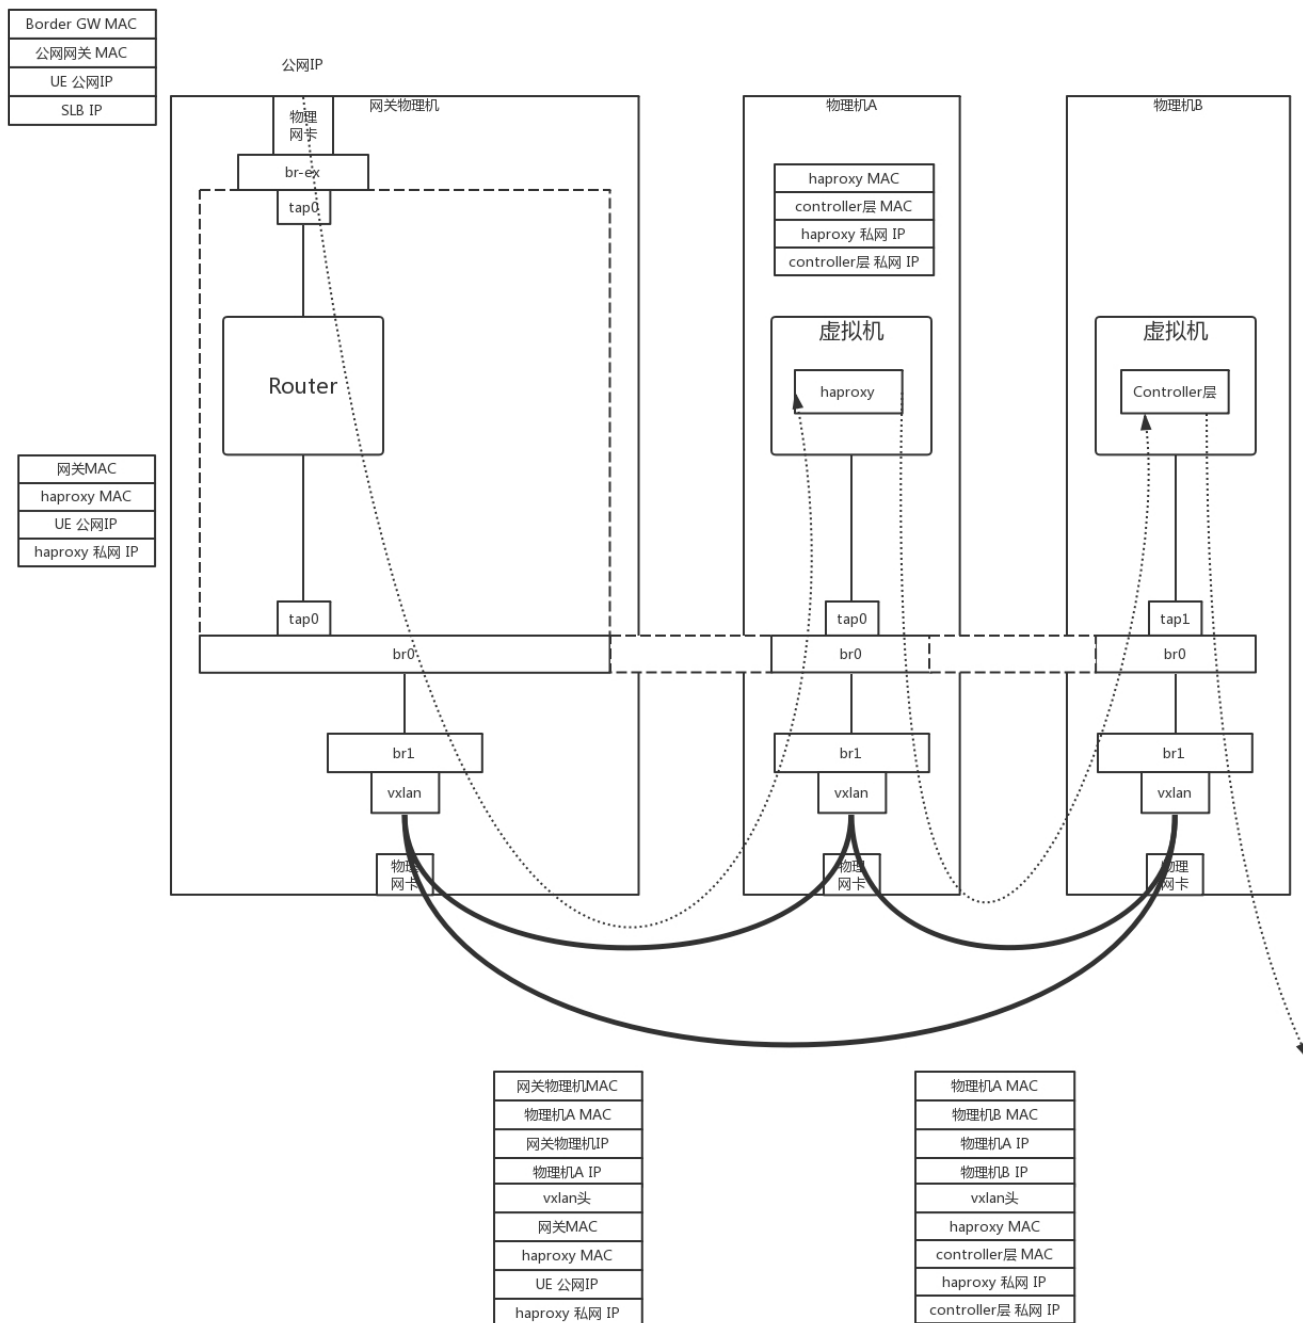 Border GW MAC
公网网关 MAC
UE 公网IP
SLB IP
公网IP
网关物理机
物理
网卡
br-ex
tap0
Router
tap0
br0
br1
vxlan
物理
网卡
网关MAC
haproxy MAC
UE 公网IP
haproxy 私网 IP
物理机A
haproxy MAC
controller层 MAC
haproxy 私网 IP
controller层 私网 IP
虚拟机
haproxy
tap0
br0
br1
vxlan
物理
网卡
物理机B
虚拟机
Controller层
tap1
br0
br1
vxlan
物理
网卡
网关物理机MAC
物理机A MAC
网关物理机IP
物理机A IP
vxlan头
网关MAC
haproxy MAC
UE 公网IP
haproxy 私网 IP
物理机A MAC
物理机B MAC
物理机A IP
物理机B IP
vxlan头
haproxy MAC
controller层 MAC
haproxy 私网 IP
controller层 私网 IP